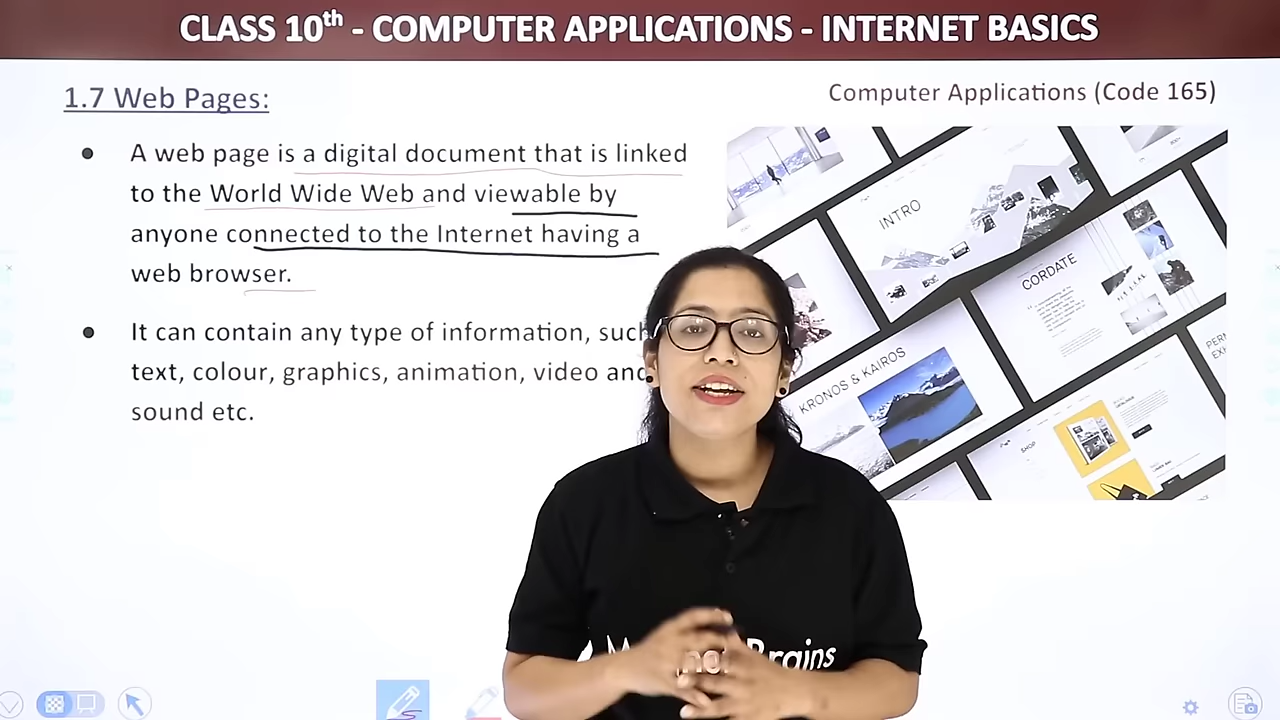 CLASS 10th - COMPUTER APPLICATIONS - INTERNET BASICS
1.7 Web Pages:
Computer Applications (Code 165)
A web page is a digital document that is linked
to the World Wide Web and viewable by
anyone connected to the Internet having a
web browser.
It can contain any type of information, such
text, colour, graphics, animation, video and
sound etc.
INTRO
CORDATE
KRONOS & KAIROS
SHOP
Brains